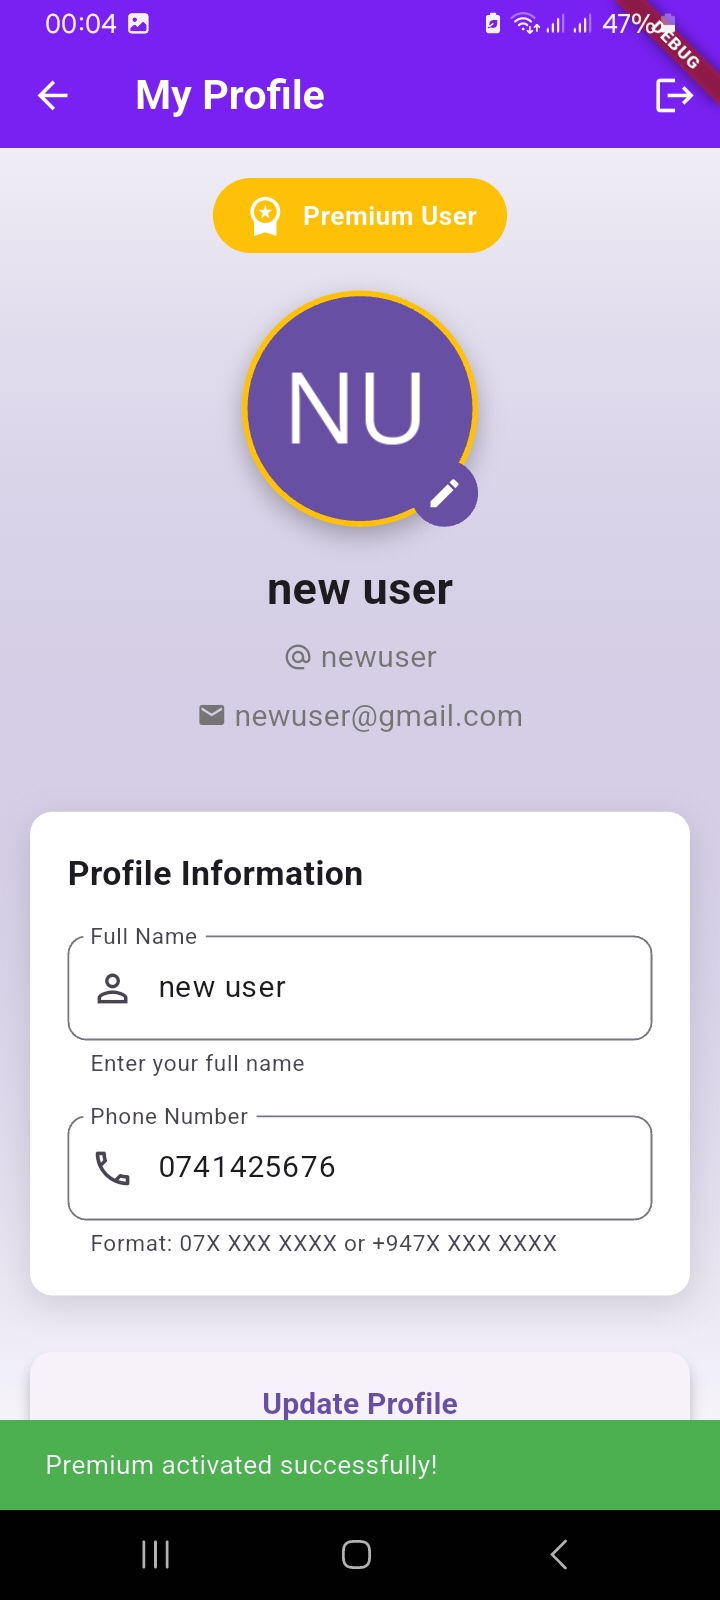 00:04
47%
DEBUG
My Profile
Premium User
NU
new user
newuser
newuser@gmail.com
Profile Information
Full Name
new user
Enter your full name
Phone Number
0741425676
Format: 07X XXX XXXX or +947X XXX XXXX
Update Profile
Premium activated successfully!